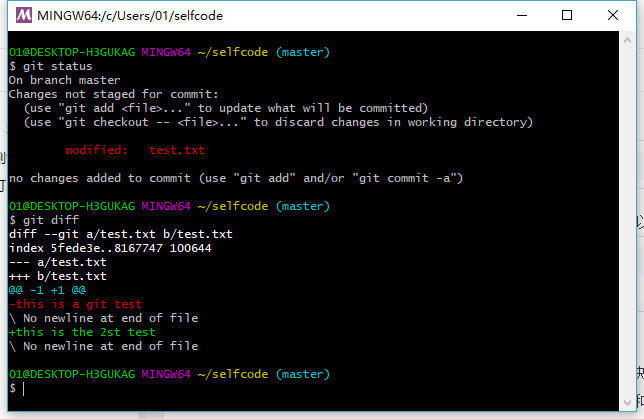 MINGW64:/c/Users/01/selfcode
01@DESKTOP-H3GUKAG MINGW64 ~/selfcode (master)
$ git status
On branch master
Changes not staged for commit:
  (use "git add <file>..." to update what will be committed)
  (use "git checkout -- <file>..." to discard changes in working directory)
        modified:   test.txt
no changes added to commit (use "git add" and/or "git commit -a")
01@DESKTOP-H3GUKAG MINGW64 ~/selfcode (master)
$ git diff
diff --git a/test.txt b/test.txt
index 5fede3e..8167747 100644
--- a/test.txt
+++ b/test.txt
@@ -1 +1 @@
-this is a git test
\ No newline at end of file
+this is the 2st test
\ No newline at end of file
01@DESKTOP-H3GUKAG MINGW64 ~/selfcode (master)
$